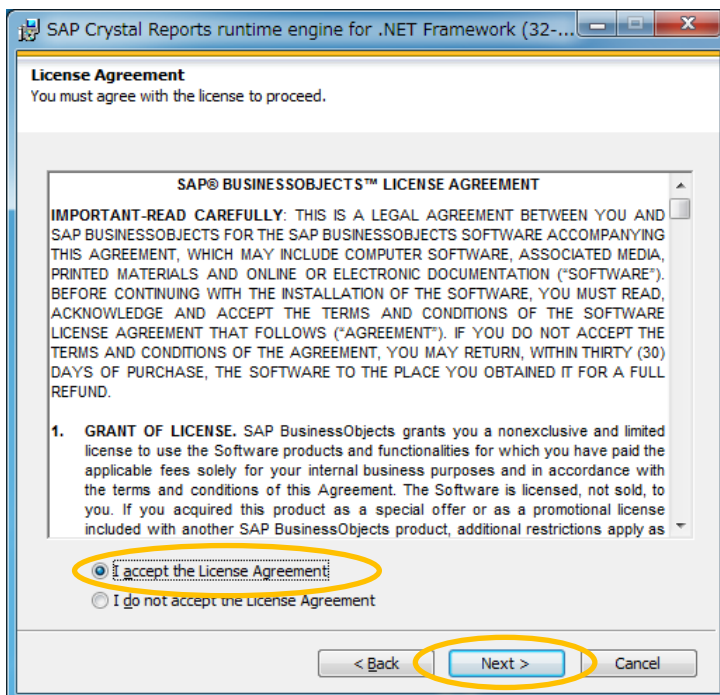 SAP Crystal Reports runtime engine for .NET Framework (32-...
License Agreement
You must agree with the license to proceed.
SAP® BUSINESSOBJECTS™ LICENSE AGREEMENT
IMPORTANT-READ CAREFULLY: THIS IS A LEGAL AGREEMENT BETWEEN YOU AND
SAP BUSINESSOBJECTS FOR THE SAP BUSINESSOBJECTS SOFTWARE ACCOMPANYING
THIS AGREEMENT, WHICH MAY INCLUDE COMPUTER SOFTWARE, ASSOCIATED MEDIA,
PRINTED MATERIALS AND ONLINE OR ELECTRONIC DOCUMENTATION (“SOFTWARE”).
BEFORE CONTINUING WITH THE INSTALLATION OF THE SOFTWARE, YOU MUST READ,
ACKNOWLEDGE AND ACCEPT THE TERMS AND CONDITIONS OF THE SOFTWARE
LICENSE AGREEMENT THAT FOLLOWS (“AGREEMENT”). IF YOU DO NOT ACCEPT THE
TERMS AND CONDITIONS OF THE AGREEMENT, YOU MAY RETURN, WITHIN THIRTY (30)
DAYS OF PURCHASE, THE SOFTWARE TO THE PLACE YOU OBTAINED IT FOR A FULL
REFUND.
1. GRANT OF LICENSE. SAP BusinessObjects grants you a nonexclusive and limited
license to use the Software products and functionalities for which you have paid the
applicable fees solely for your internal business purposes and in accordance with
the terms and conditions of this Agreement. The Software is licensed, not sold, to
you. If you acquired this product as a special offer or as a promotional license
included with another SAP BusinessObjects product, additional restrictions apply as
I accept the License Agreement
I do not accept the License Agreement
< Back Next > Cancel